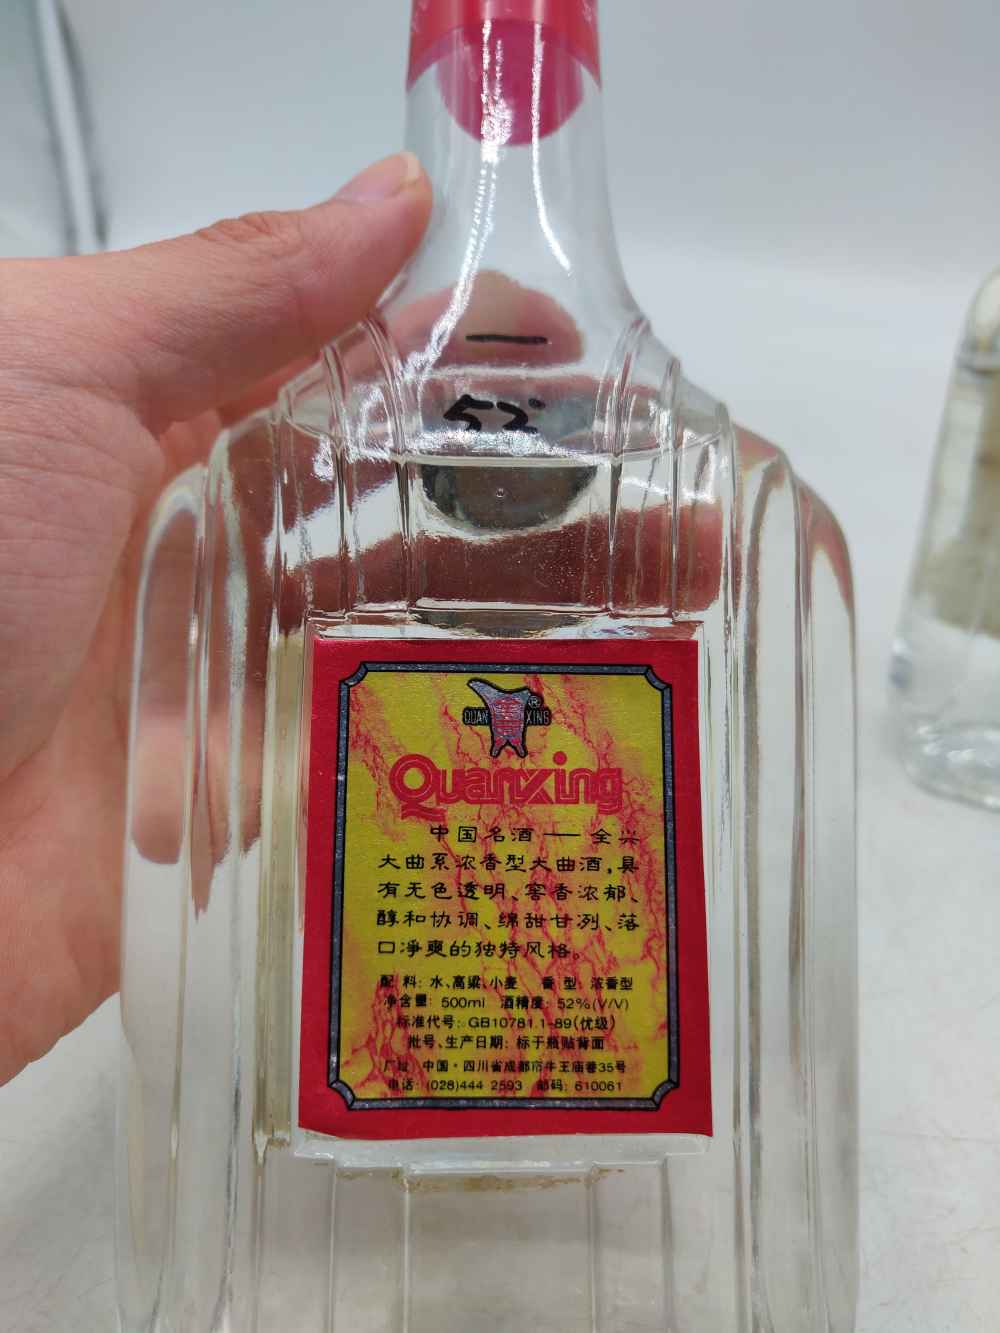 一
52°
QUAN XING ®
Quanxing
中国名酒 — 全兴
大曲系浓香型大曲酒,具
有无色透明、窖香浓郁、
醇和协调、绵甜甘冽、落
口净爽的独特风格。
配 料: 水、高粱、小麦 香 型: 浓香型
净含量: 500ml 酒精度: 52%(V/V)
标准代号: GB10781.1-89(优级)
批号、生产日期: 标于瓶贴背面
厂址: 中国·四川省成都市牛王庙巷35号
电话: (028)444 2593 邮码: 610061